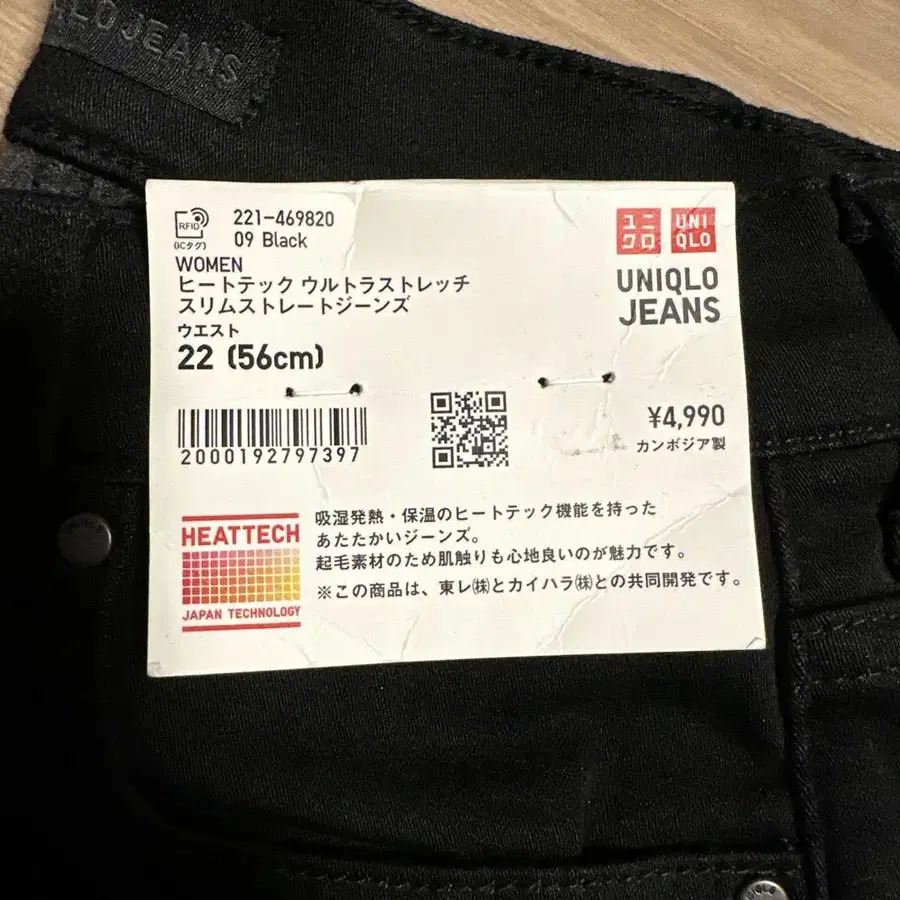 LOJEANS
RFID
(ICタグ)
221-469820
09 Black
WOMEN
ヒートテック ウルトラストレッチ
スリムストレートジーンズ
ウエスト
22 (56cm)
2000192797397
ユニ
クロ
UNI
QLO
UNIQLO
JEANS
¥4,990
カンボジア製
HEATTECH
JAPAN TECHNOLOGY
吸湿発熱・保温のヒートテック機能を持った
あたたかいジーンズ。
起毛素材のため肌触りも心地良いのが魅力です。
※この商品は、東レ㈱とカイハラ㈱との共同開発です。